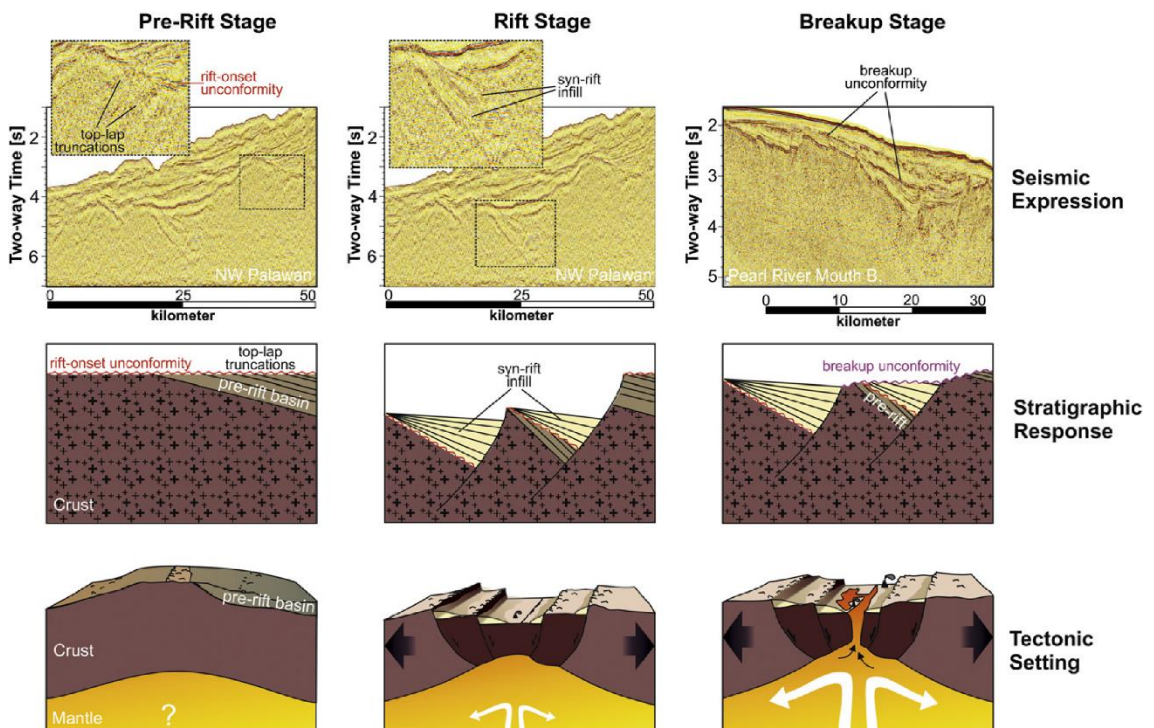 Pre-Rift Stage
Rift Stage
Breakup Stage
rift-onset
unconformity
top-lap
truncations
Two-way Time [s]
2
4
6
NW Palawan
0
25
50
kilometer
syn-rift
infill
Two-way Time [s]
2
4
6
NW Palawan
0
25
50
kilometer
breakup
unconformity
Two-way Time [s]
2
3
4
5
Pearl River Mouth B.
0
10
20
30
kilometer
Seismic
Expression
rift-onset unconformity
top-lap
truncations
pre-rift basin
Crust
syn-rift
infill
breakup unconformity
pre-rift
Stratigraphic
Response
pre-rift basin
Crust
Mantle
?
Tectonic
Setting